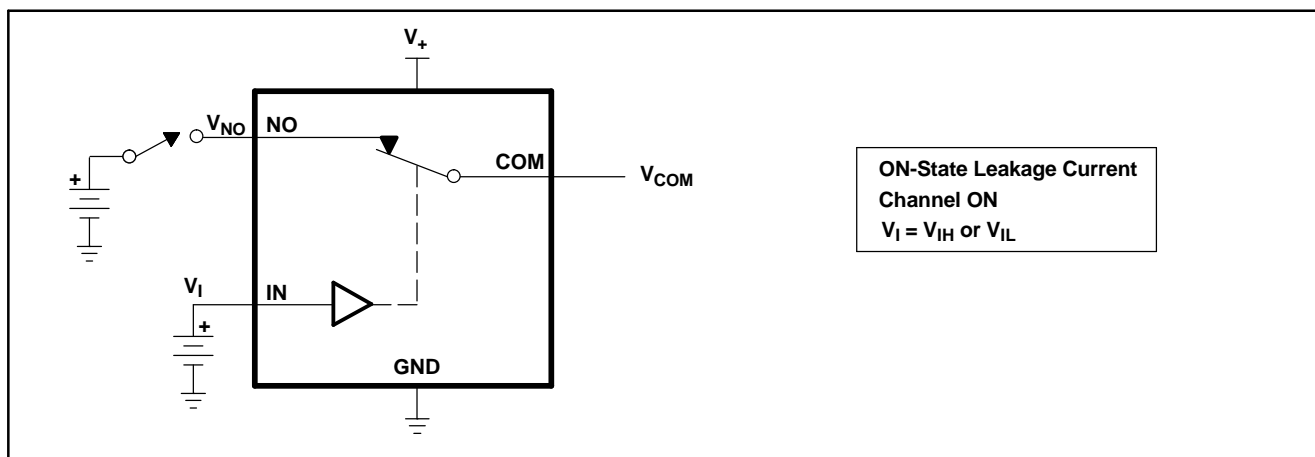 V+
VNO NO
COM
VCOM
+
VI IN
+
GND
ON-State Leakage Current
Channel ON
VI = VIH or VIL